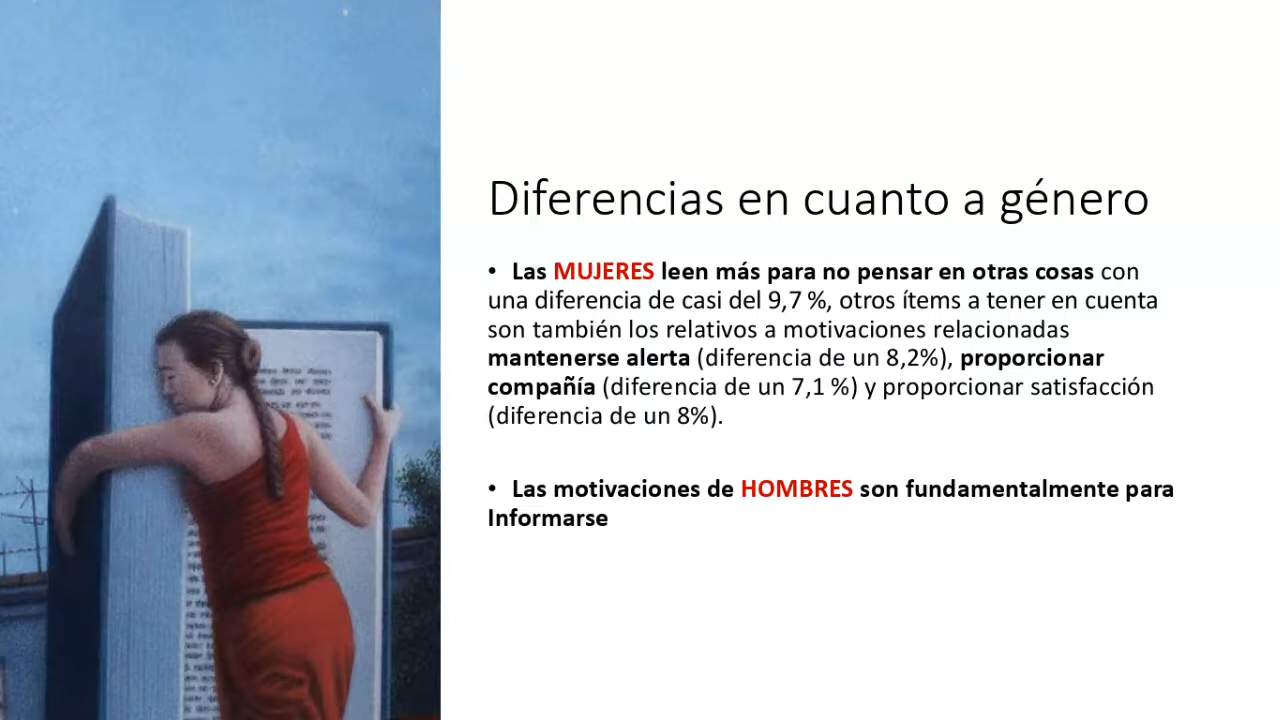 Diferencias en cuanto a género
• Las MUJERES leen más para no pensar en otras cosas con
una diferencia de casi del 9,7 %, otros ítems a tener en cuenta
son también los relativos a motivaciones relacionadas
mantenerse alerta (diferencia de un 8,2%), proporcionar
compañía (diferencia de un 7,1 %) y proporcionar satisfacción
(diferencia de un 8%).
• Las motivaciones de HOMBRES son fundamentalmente para
Informarse